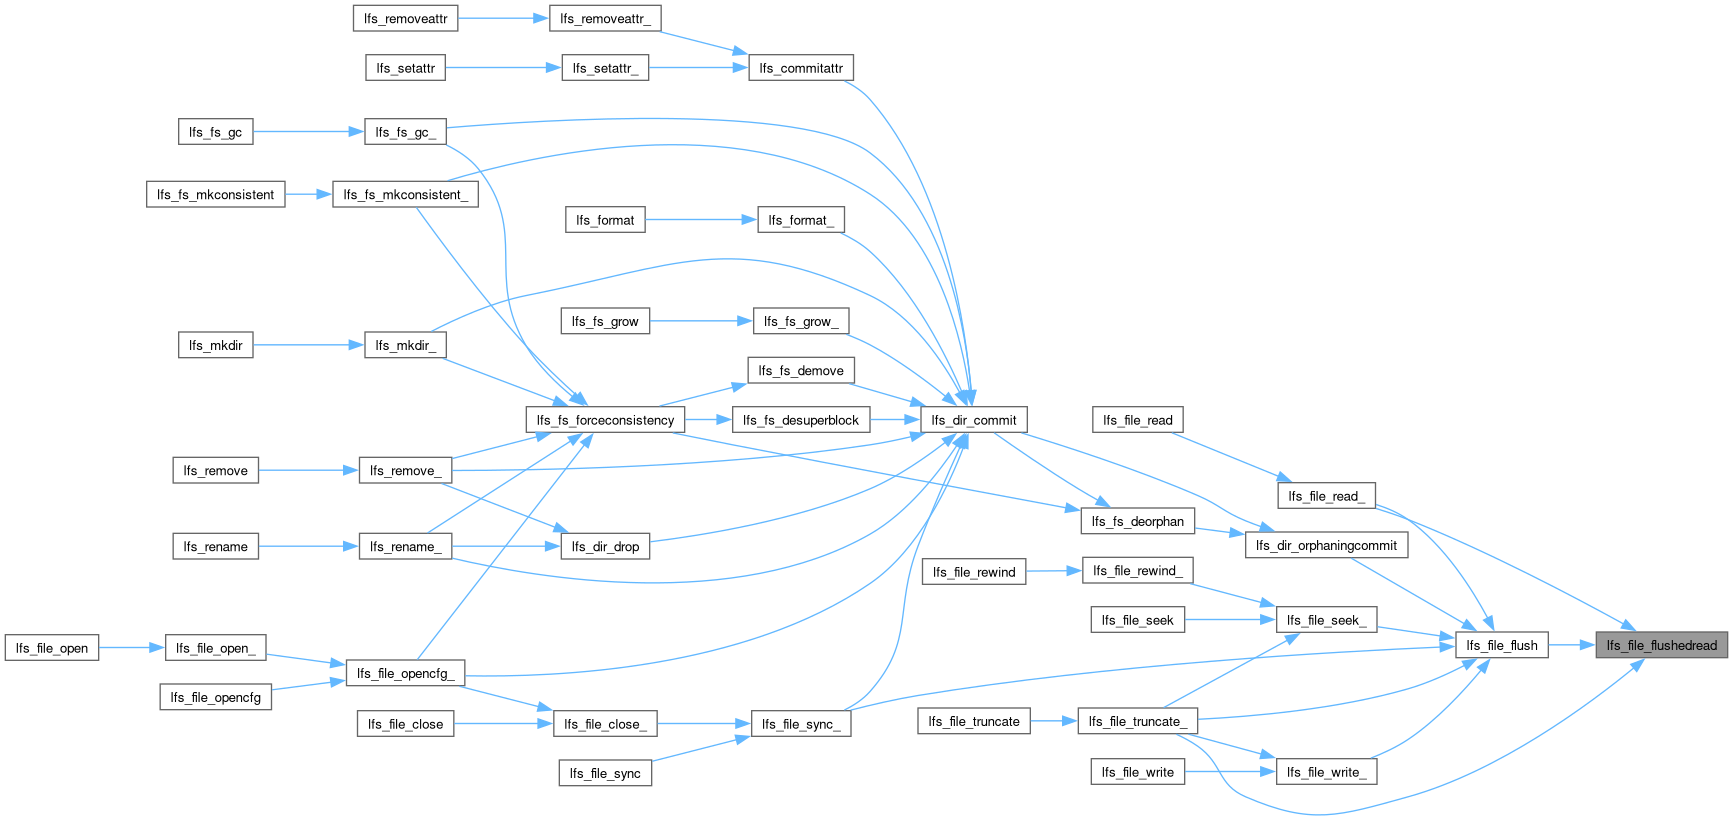 lfs_removeattr
lfs_removeattr_
lfs_setattr
lfs_setattr_
lfs_commitattr
lfs_fs_gc
lfs_fs_gc_
lfs_fs_mkconsistent
lfs_fs_mkconsistent_
lfs_format
lfs_format_
lfs_fs_grow
lfs_fs_grow_
lfs_mkdir
lfs_mkdir_
lfs_fs_demove
lfs_fs_forceconsistency
lfs_fs_desuperblock
lfs_dir_commit
lfs_file_read
lfs_remove
lfs_remove_
lfs_file_read_
lfs_fs_deorphan
lfs_rename
lfs_rename_
lfs_dir_drop
lfs_dir_orphaningcommit
lfs_file_rewind
lfs_file_rewind_
lfs_file_seek
lfs_file_seek_
lfs_file_open
lfs_file_open_
lfs_file_flush
lfs_file_flushedread
lfs_file_opencfg_
lfs_file_opencfg
lfs_file_close
lfs_file_close_
lfs_file_sync_
lfs_file_truncate
lfs_file_truncate_
lfs_file_sync
lfs_file_write
lfs_file_write_